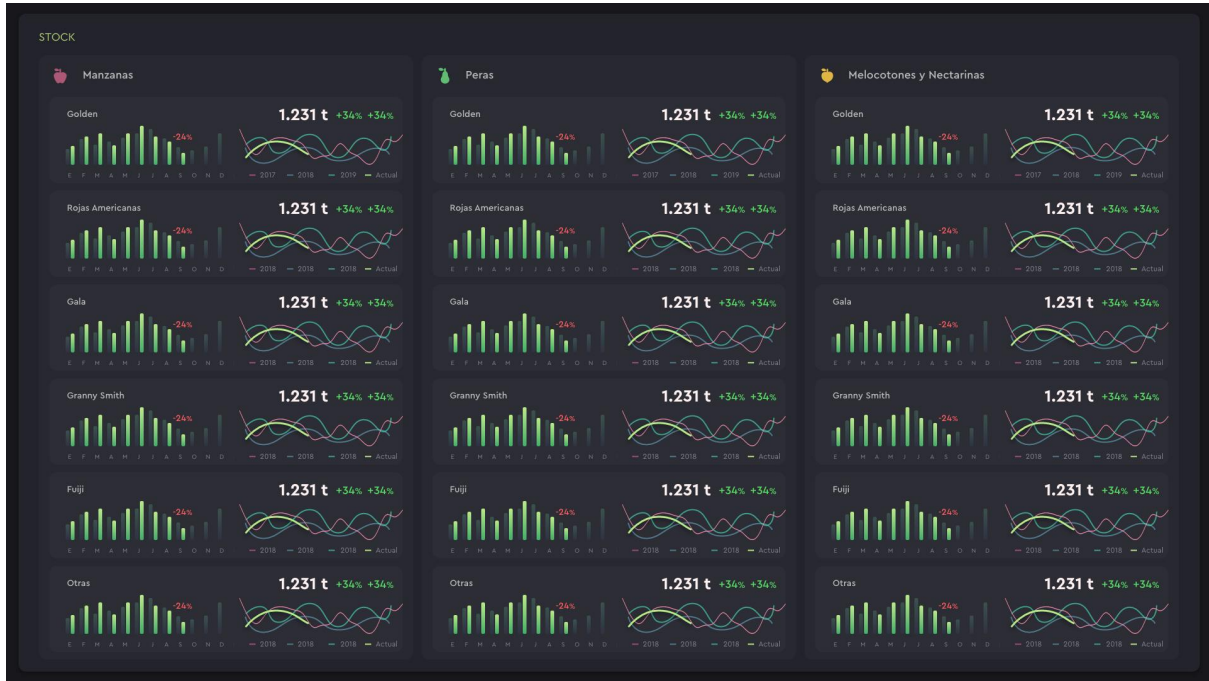 STOCK
Manzanas
Golden
1.231 t +34% +34%
-24%
E F M A M J J A S O N D
2017 2018 2019 Actual
Rojas Americanas
1.231 t +34% +34%
-24%
E F M A M J J A S O N D
2018 2018 2018 Actual
Gala
1.231 t +34% +34%
-24%
E F M A M J J A S O N D
2018 2018 2018 Actual
Granny Smith
1.231 t +34% +34%
-24%
E F M A M J J A S O N D
2018 2018 2018 Actual
Fuiji
1.231 t +34% +34%
-24%
E F M A M J J A S O N D
2018 2018 2018 Actual
Otras
1.231 t +34% +34%
-24%
E F M A M J J A S O N D
2018 2018 2018 Actual
Peras
Golden
1.231 t +34% +34%
-24%
E F M A M J J A S O N D
2017 2018 2019 Actual
Rojas Americanas
1.231 t +34% +34%
-24%
E F M A M J J A S O N D
2018 2018 2018 Actual
Gala
1.231 t +34% +34%
-24%
E F M A M J J A S O N D
2018 2018 2018 Actual
Granny Smith
1.231 t +34% +34%
-24%
E F M A M J J A S O N D
2018 2018 2018 Actual
Fuiji
1.231 t +34% +34%
-24%
E F M A M J J A S O N D
2018 2018 2018 Actual
Otras
1.231 t +34% +34%
-24%
E F M A M J J A S O N D
2018 2018 2018 Actual
Melocotones y Nectarinas
Golden
1.231 t +34% +34%
-24%
E F M A M J J A S O N D
2017 2018 2019 Actual
Rojas Americanas
1.231 t +34% +34%
-24%
E F M A M J J A S O N D
2018 2018 2018 Actual
Gala
1.231 t +34% +34%
-24%
E F M A M J J A S O N D
2018 2018 2018 Actual
Granny Smith
1.231 t +34% +34%
-24%
E F M A M J J A S O N D
2018 2018 2018 Actual
Fuiji
1.231 t +34% +34%
-24%
E F M A M J J A S O N D
2018 2018 2018 Actual
Otras
1.231 t +34% +34%
-24%
E F M A M J J A S O N D
2018 2018 2018 Actual